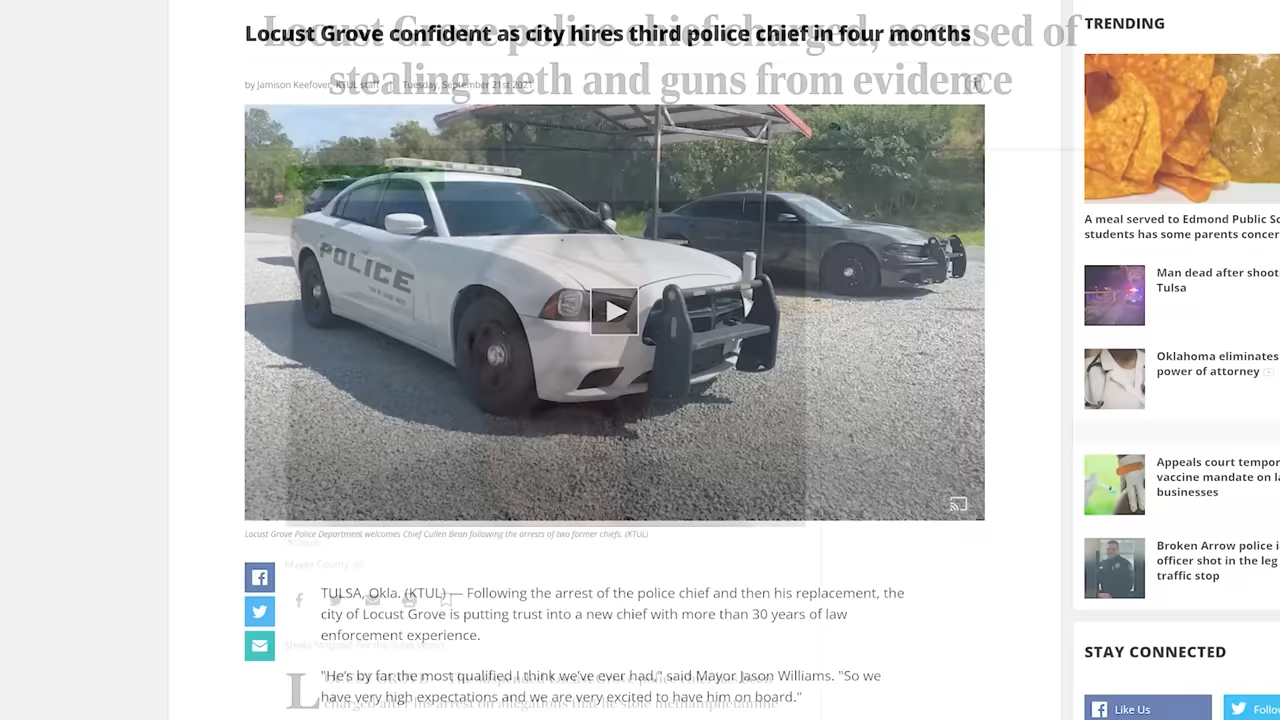 Locust Grove police chief charged, accused of
stealing meth and guns from evidence
Locust Grove confident as city hires third police chief in four months
by Jamison Keefover, KTUL staff
Tuesday, September 21st 2021
POLICE
Locust Grove Police Department welcomes Chief Cullen Bean following the arrests of two former chiefs. (KTUL)
Mayes County
TULSA, Okla. (KTUL) — Following the arrest of the police chief and then his replacement, the
city of Locust Grove is putting trust into a new chief with more than 30 years of law
enforcement experience.
"He's by far the most qualified I think we've ever had," said Mayor Jason Williams. "So we
have very high expectations and we are very excited to have him on board."
TRENDING
A meal served to Edmond Public Sc
students has some parents concer
Man dead after shoot
Tulsa
Oklahoma eliminates
power of attorney
Appeals court tempor
vaccine mandate on la
businesses
Broken Arrow police i
officer shot in the leg
traffic stop
STAY CONNECTED
Like Us
Follo